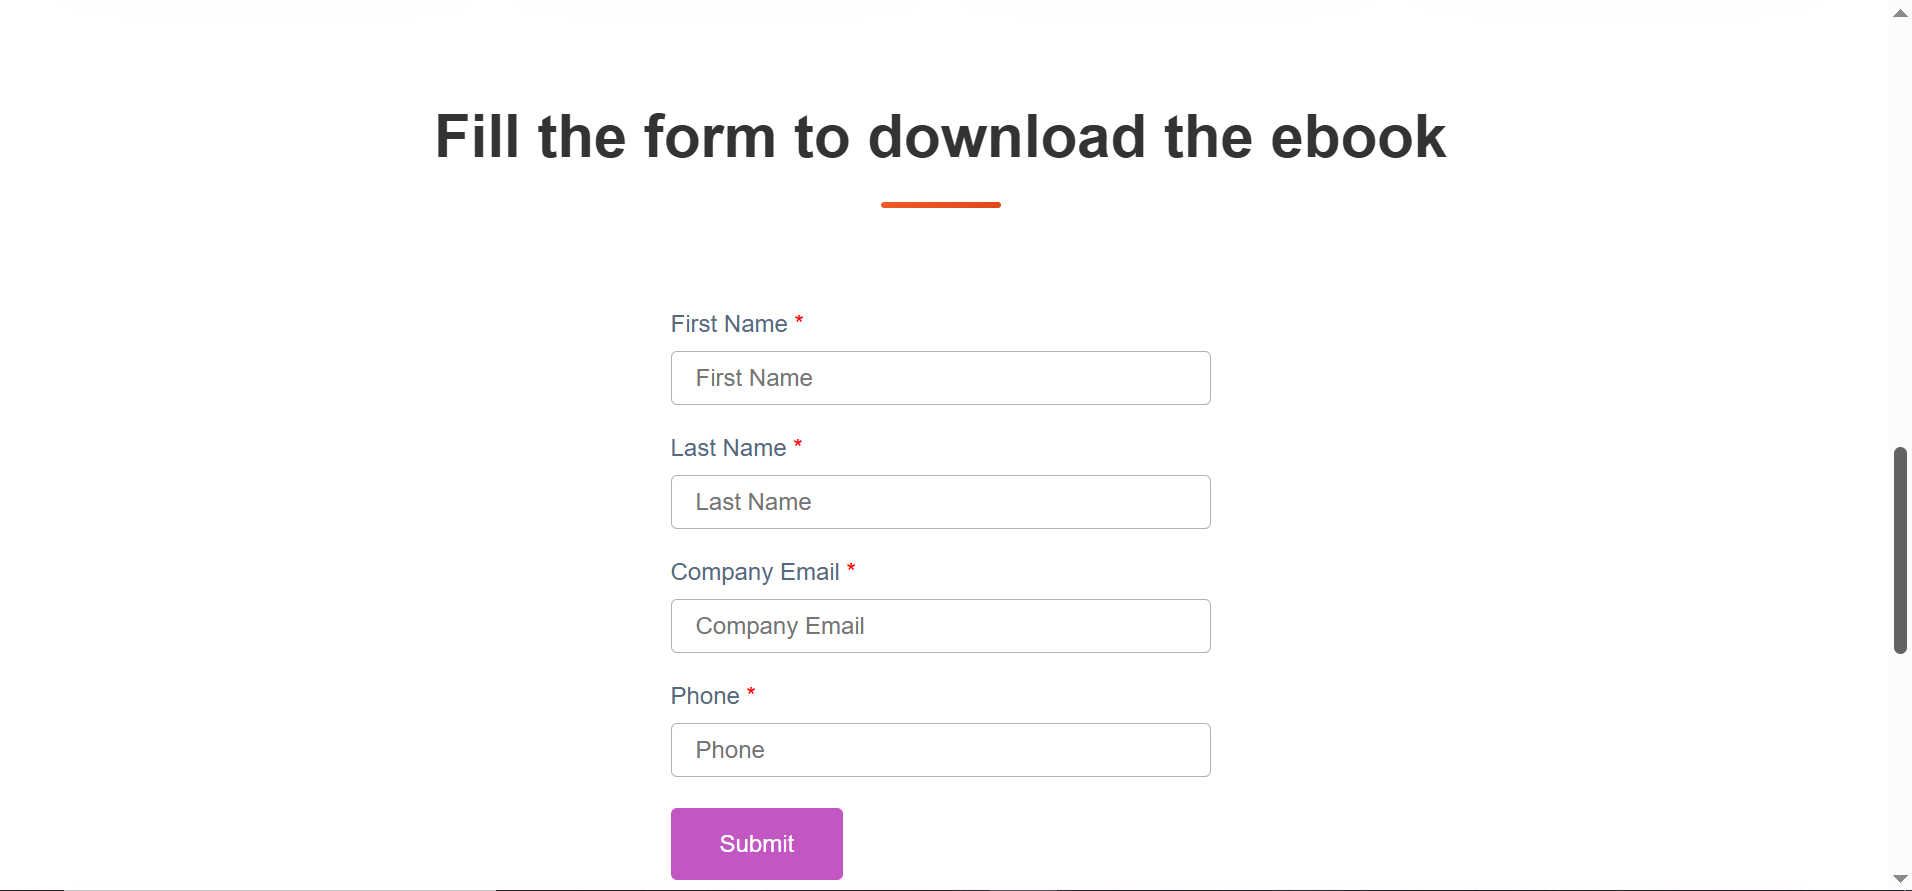 Fill the form to download the ebook
First Name *
First Name
Last Name *
Last Name
Company Email *
Company Email
Phone *
Phone
Submit